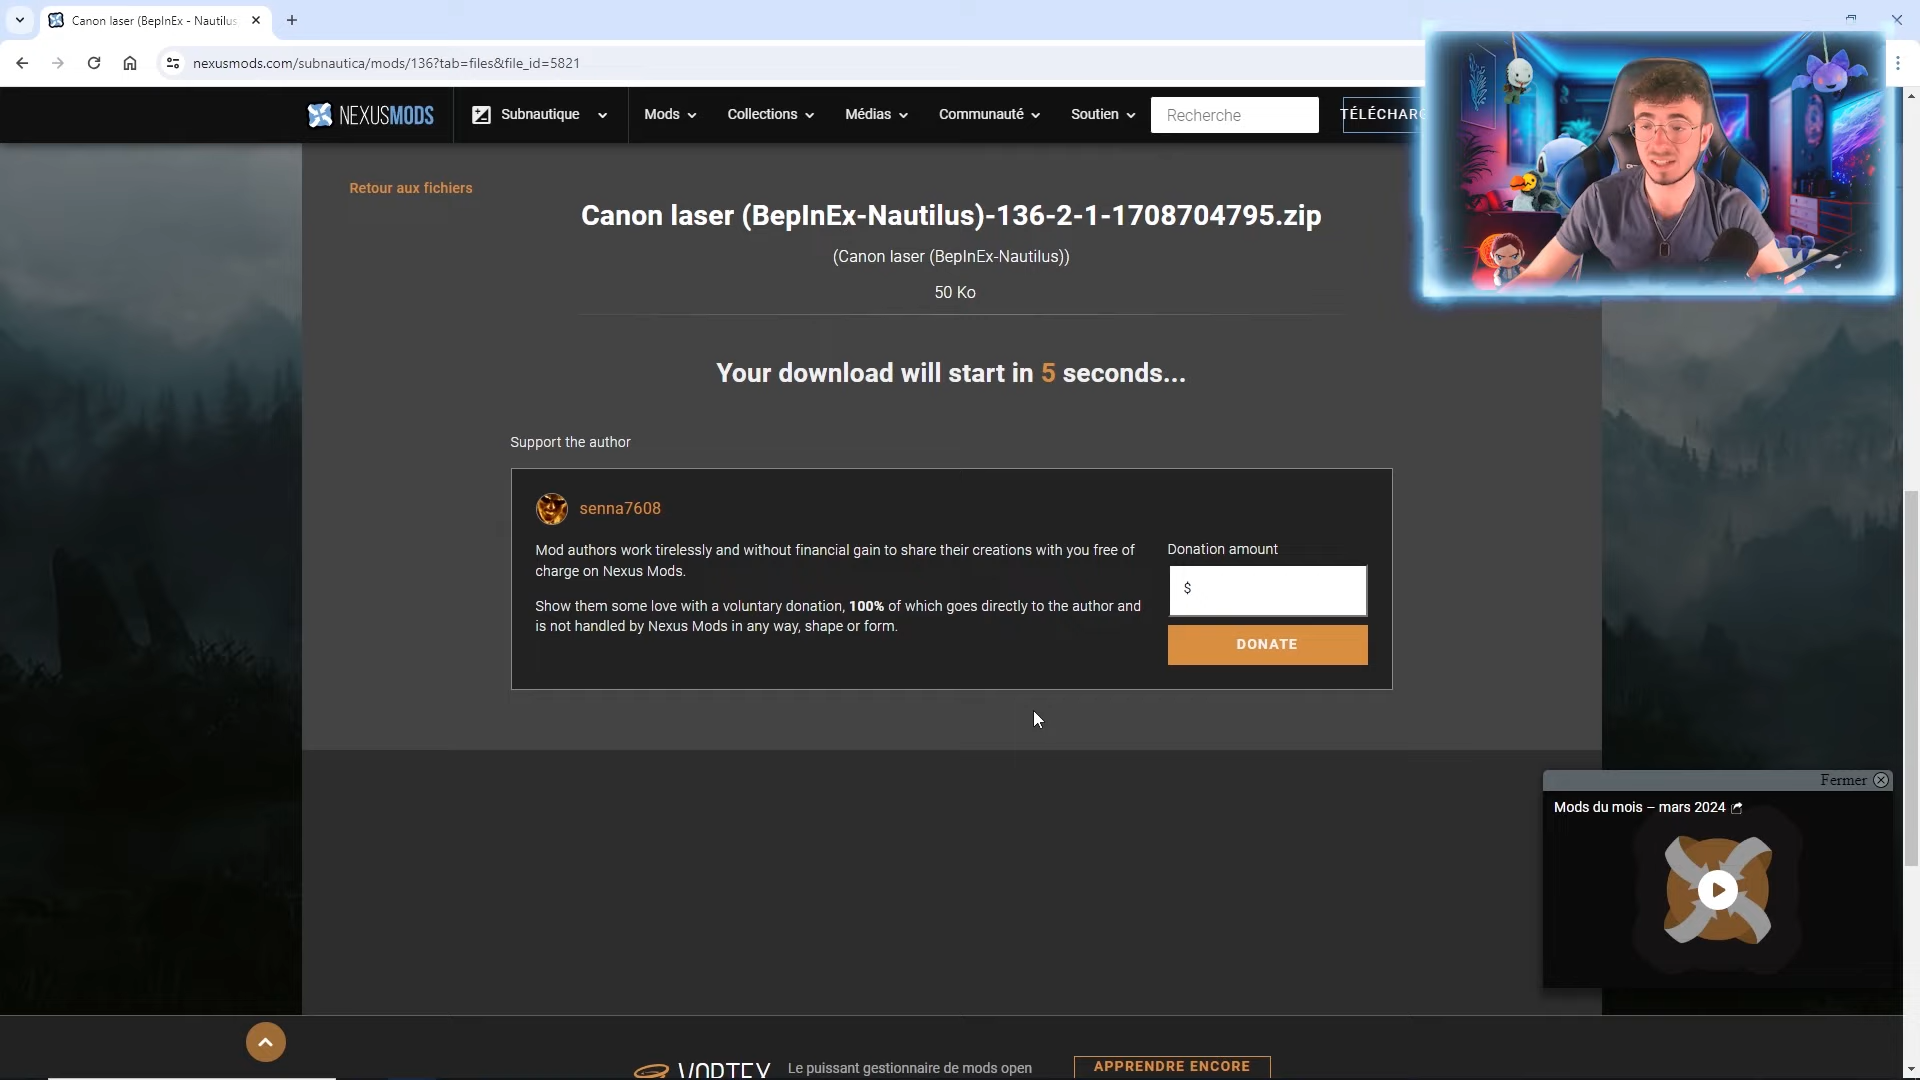 Canon laser (BepInEx - Nautilus
nexusmods.com/subnautica/mods/136?tab=files&file_id=5821
NEXUSMODS
Subnautique
Mods
Collections
Médias
Communauté
Soutien
Recherche
TÉLÉCHARG
Retour aux fichiers
Canon laser (BepInEx-Nautilus)-136-2-1-1708704795.zip
(Canon laser (BepInEx-Nautilus))
50 Ko
Your download will start in 5 seconds...
Support the author
senna7608
Mod authors work tirelessly and without financial gain to share their creations with you free of
charge on Nexus Mods.
Show them some love with a voluntary donation, 100% of which goes directly to the author and
is not handled by Nexus Mods in any way, shape or form.
Donation amount
$
DONATE
Fermer
Mods du mois – mars 2024
VORTEX
Le puissant gestionnaire de mods open
APPRENDRE ENCORE